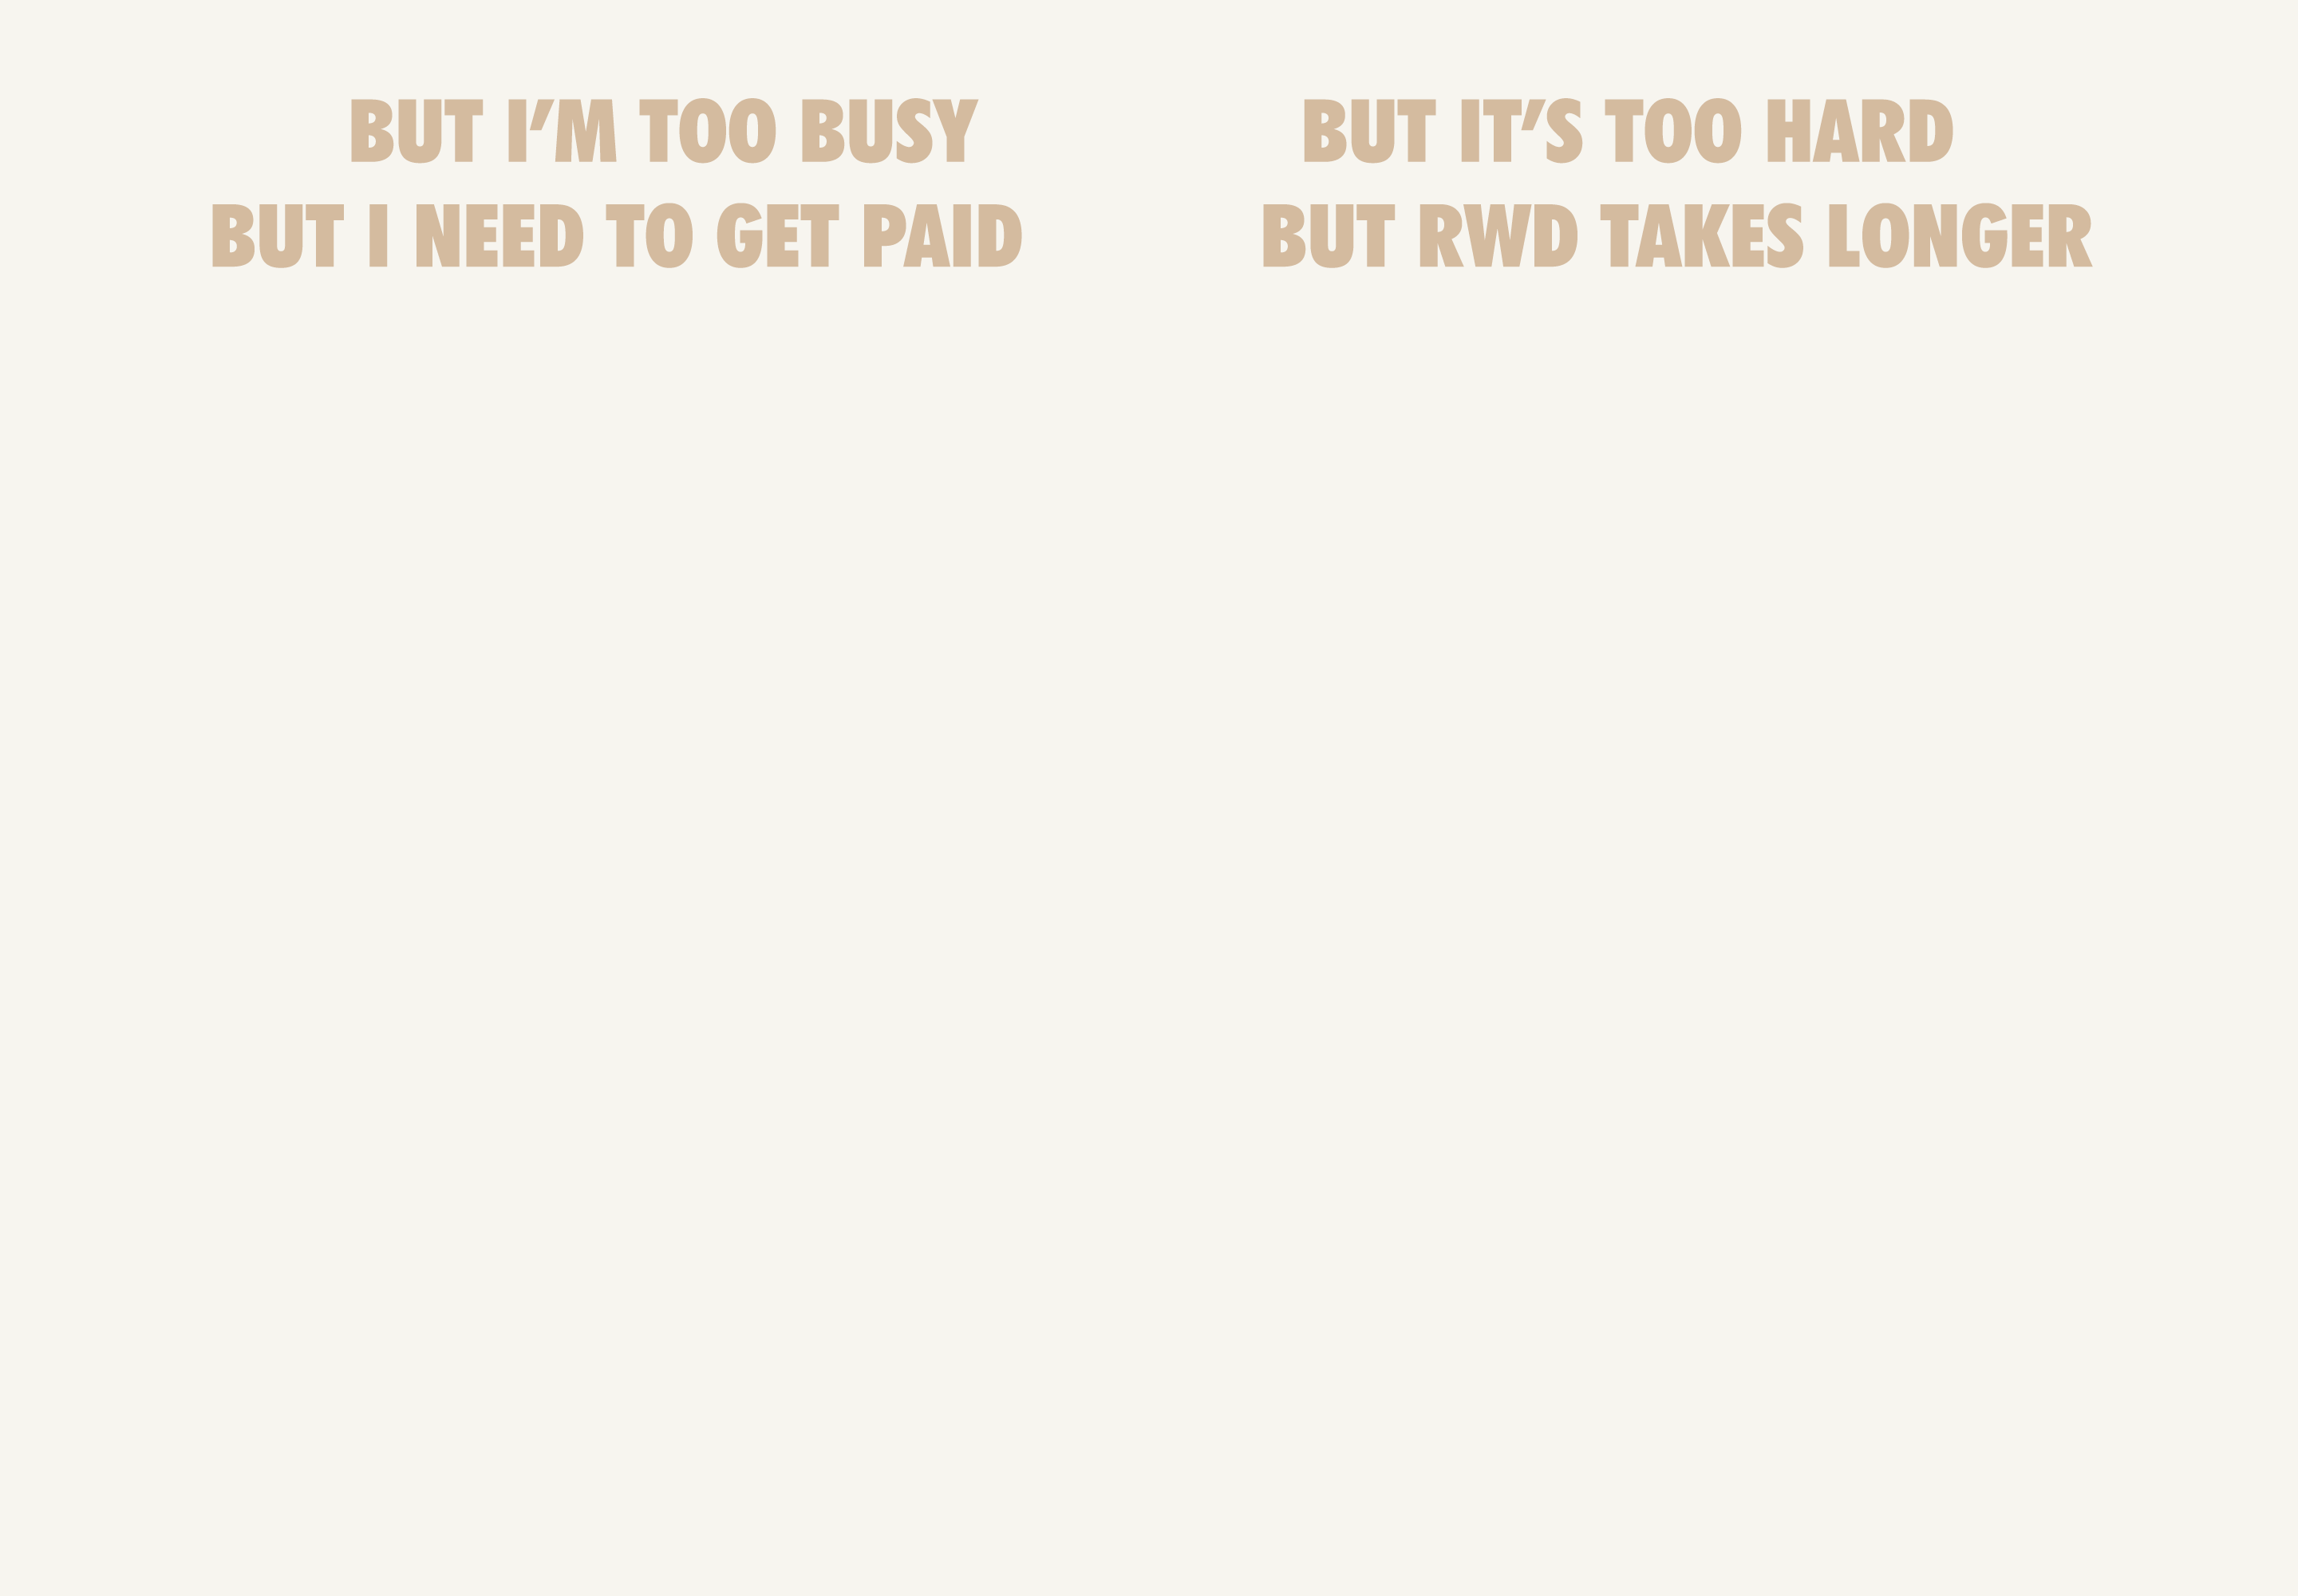 BUT I'M TOO BUSY
BUT IT'S TOO HARD
BUT I NEED TO GET PAID
BUT RWD TAKES LONGER